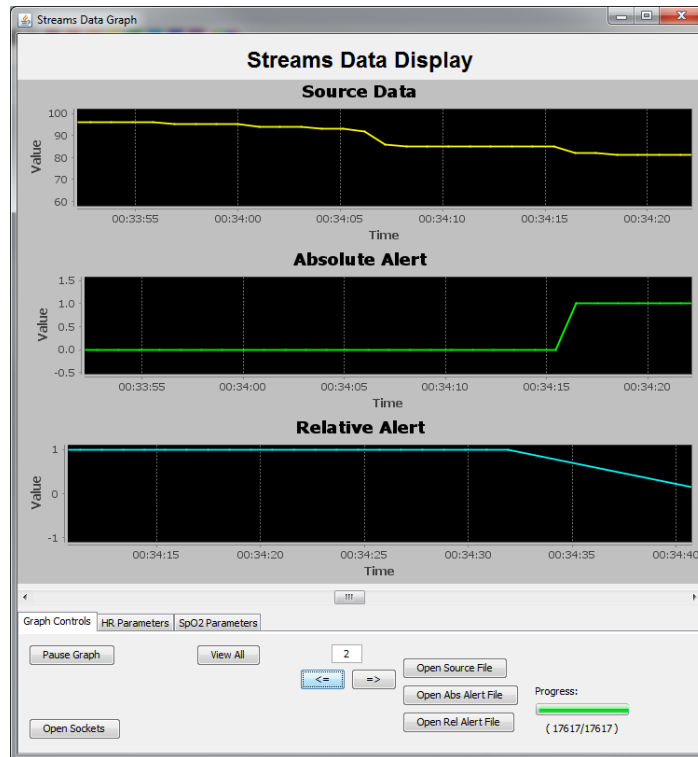 Streams Data Graph
Streams Data Display
Source Data
100
90
80
70
60
Value
00:33:55 00:34:00 00:34:05 00:34:10 00:34:15 00:34:20
Time
Absolute Alert
1.5
1.0
0.5
0.0
-0.5
Value
00:33:55 00:34:00 00:34:05 00:34:10 00:34:15 00:34:20
Time
Relative Alert
1
0
-1
Value
00:34:15 00:34:20 00:34:25 00:34:30 00:34:35 00:34:40
Time
Graph Controls HR Parameters SpO2 Parameters
Pause Graph View All 2
<= =>
Open Source File
Open Abs Alert File
Open Rel Alert File
Progress:
( 17617/17617 )
Open Sockets